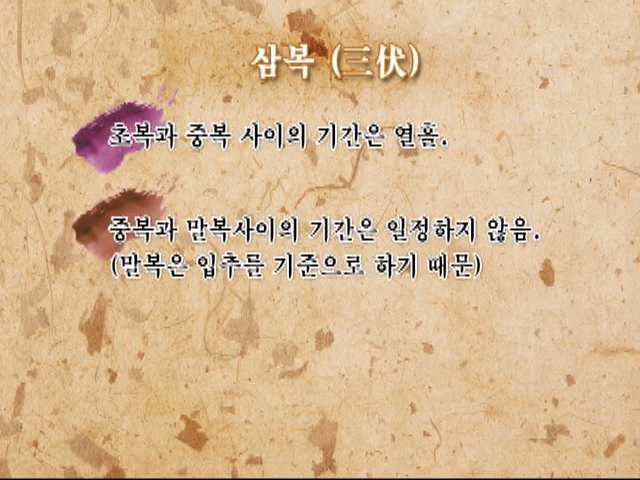 삼복 (三伏)
초복과 중복 사이의 기간은 열흘.
중복과 말복사이의 기간은 일정하지 않음.
(말복은 입추를 기준으로 하기 때문)